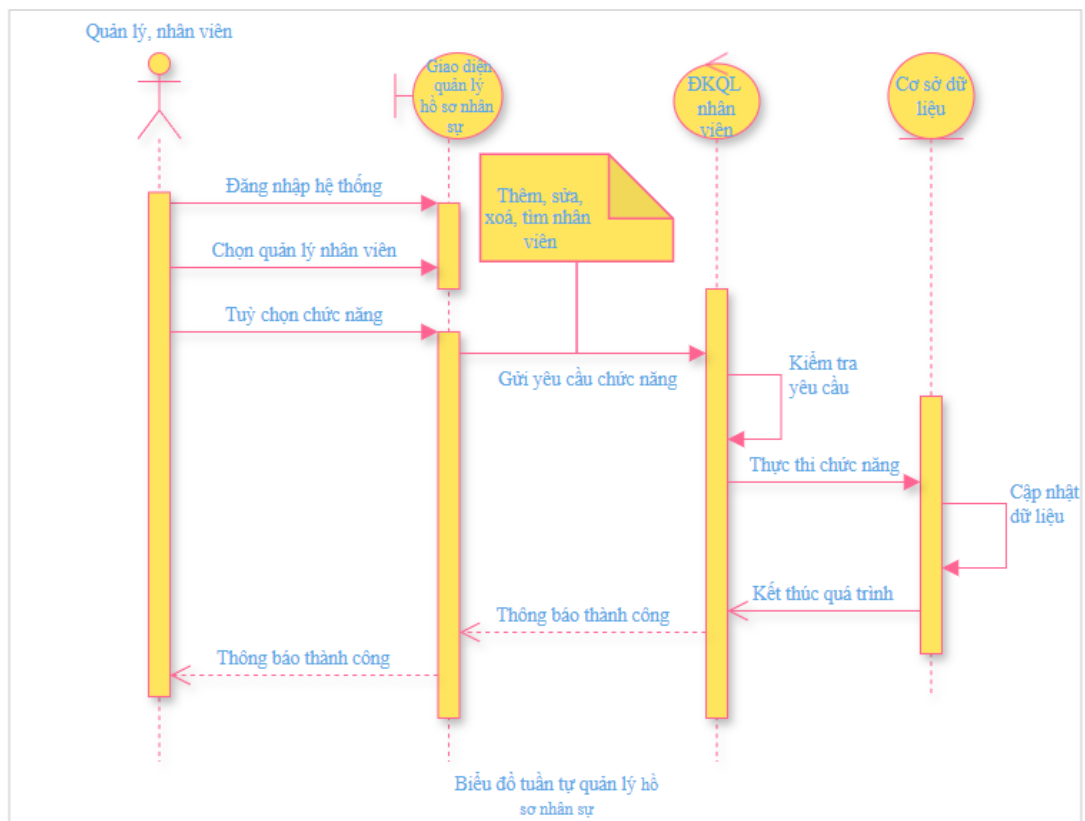 Quản lý, nhân viên
Giao diện
quản lý
hồ sơ nhân
sự
ĐKQL
nhân
viên
Cơ sở dữ
liệu
Đăng nhập hệ thống
Thêm, sửa,
xoá, tìm nhân
viên
Chọn quản lý nhân viên
Tuỳ chọn chức năng
Gửi yêu cầu chức năng
Kiểm tra
yêu cầu
Thực thi chức năng
Cập nhật
dữ liệu
Kết thúc quá trình
Thông báo thành công
Thông báo thành công
Biểu đồ tuần tự quản lý hồ
sơ nhân sự